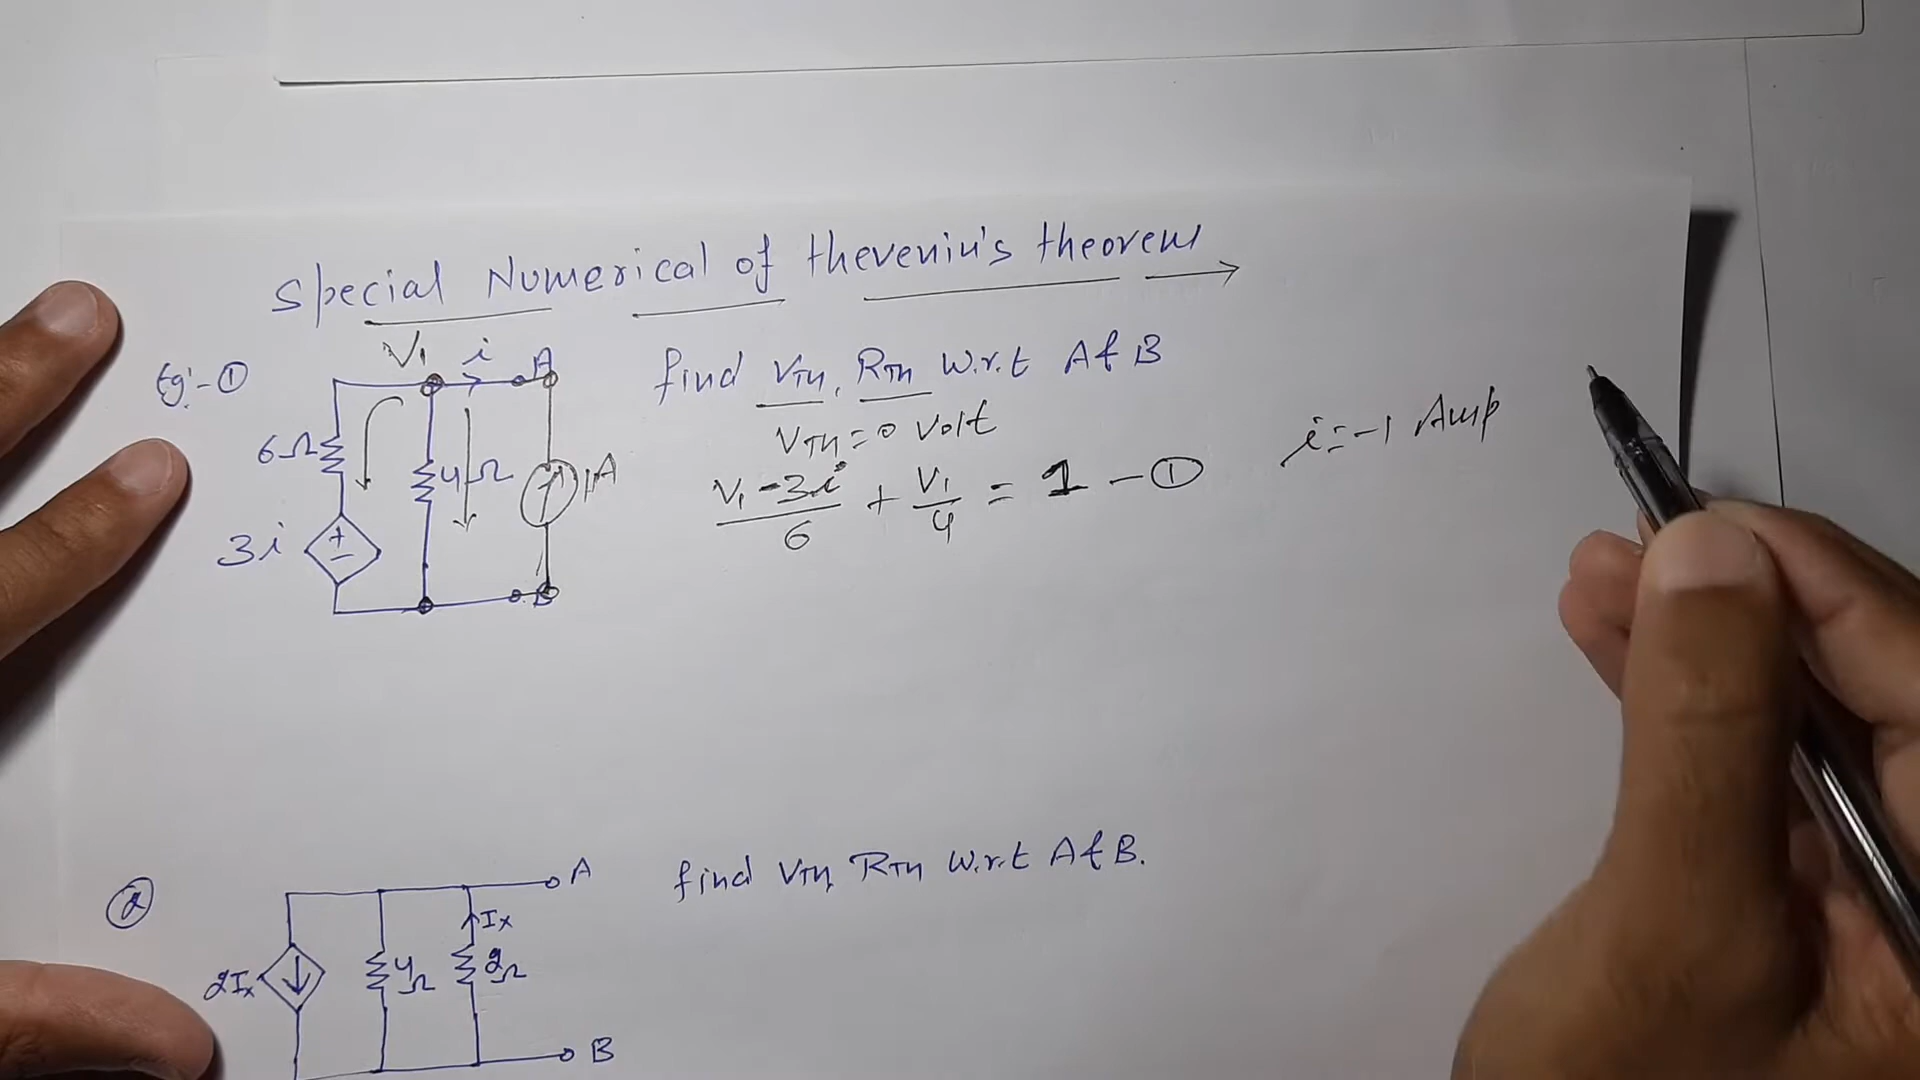 Special Numerical of thevenin's theorem
Eg:- ①
V₁ i A
find VTH, RTH W.r.t A & B
VTH = 0 Volt
i = -1 Amp
6Ω 4Ω 1A
(V₁ - 3i)/6 + V₁/4 = 1 - ①
3i + -
B
②
find VTH RTH W.r.t A & B.
A
Ix
2Ix 4Ω 2Ω
B